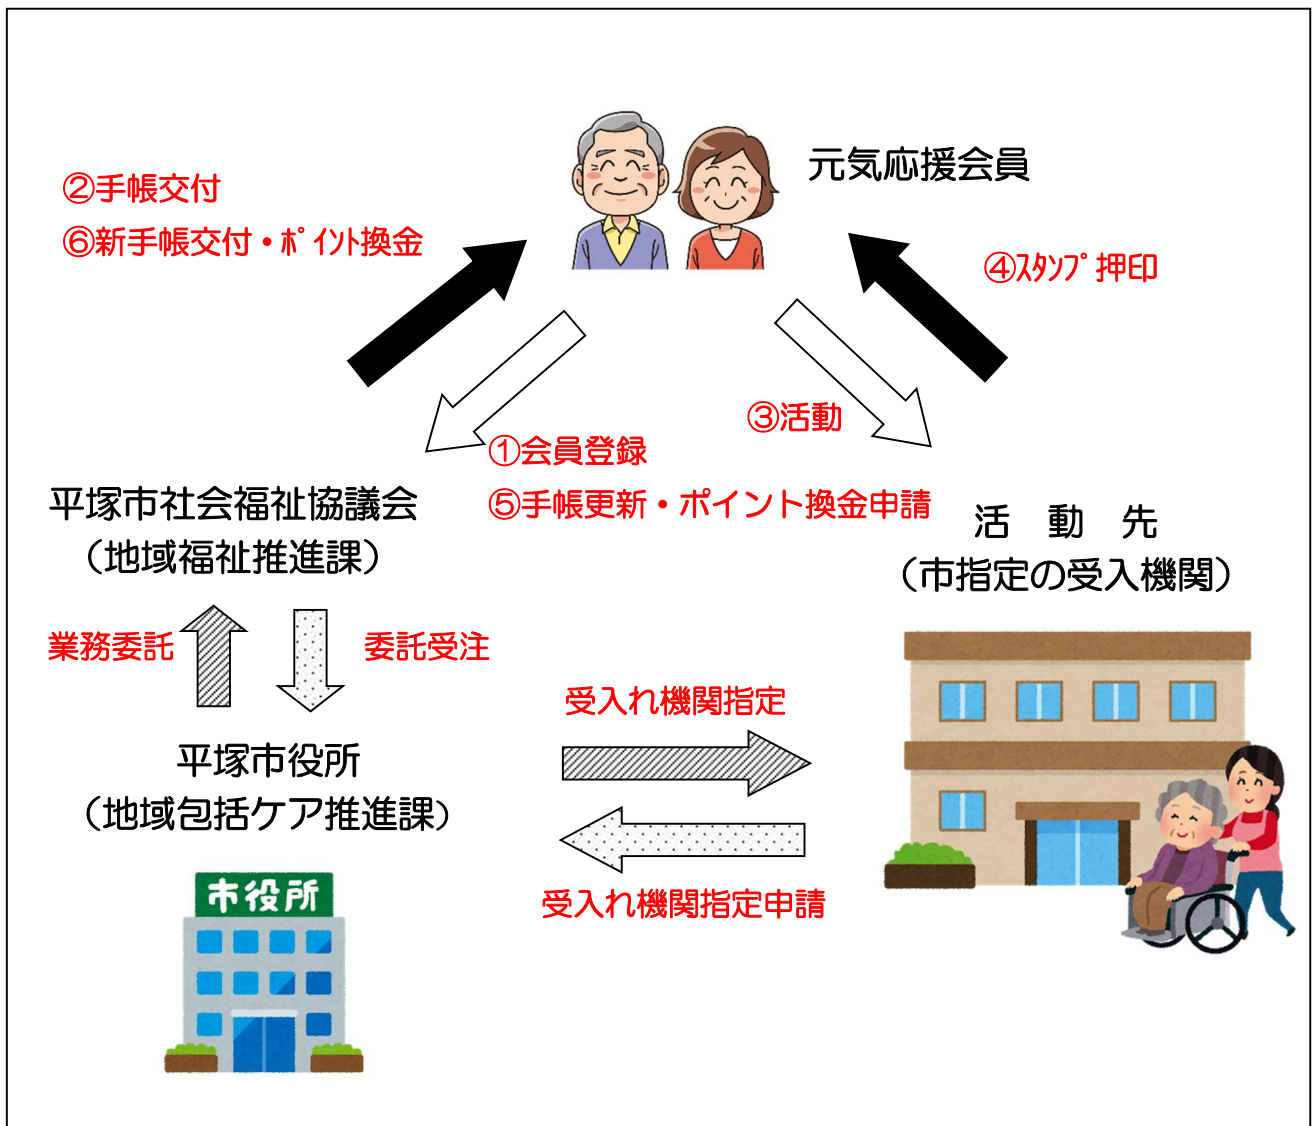 元気応援会員
②手帳交付
⑥新手帳交付・ﾎﾟｲﾝﾄ換金
④ｽﾀﾝﾌﾟ押印
③活動
①会員登録
⑤手帳更新・ポイント換金申請
平塚市社会福祉協議会
（地域福祉推進課）
活　動　先
（市指定の受入機関）
業務委託
委託受注
受入れ機関指定
平塚市役所
（地域包括ケア推進課）
受入れ機関指定申請
市役所